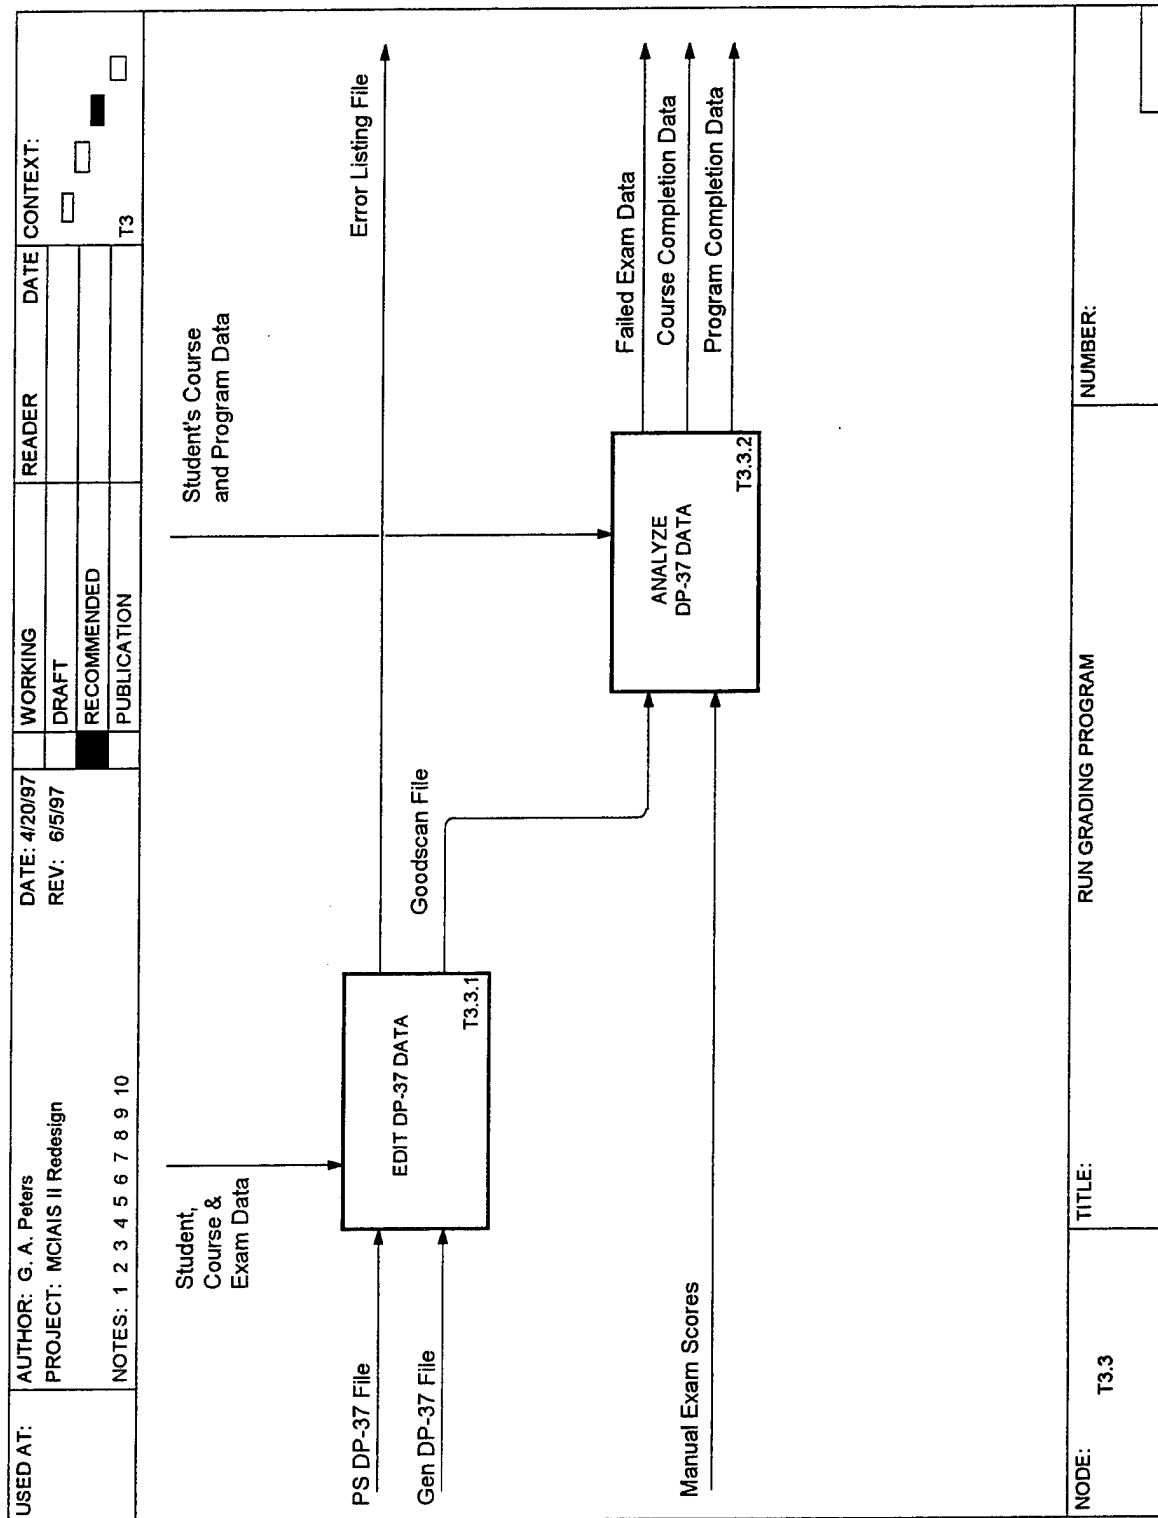 USED AT:
AUTHOR: G. A. Peters
PROJECT: MCIAIS II Redesign
NOTES: 1 2 3 4 5 6 7 8 9 10
DATE: 4/20/97
REV: 6/5/97
WORKING
DRAFT
RECOMMENDED
PUBLICATION
READER
DATE
CONTEXT:
T3
Student,
Course &
Exam Data
Student's Course
and Program Data
PS DP-37 File
Gen DP-37 File
EDIT DP-37 DATA
T3.3.1
Error Listing File
Goodscan File
Manual Exam Scores
ANALYZE
DP-37 DATA
T3.3.2
Failed Exam Data
Course Completion Data
Program Completion Data
NODE:
T3.3
TITLE:
RUN GRADING PROGRAM
NUMBER: